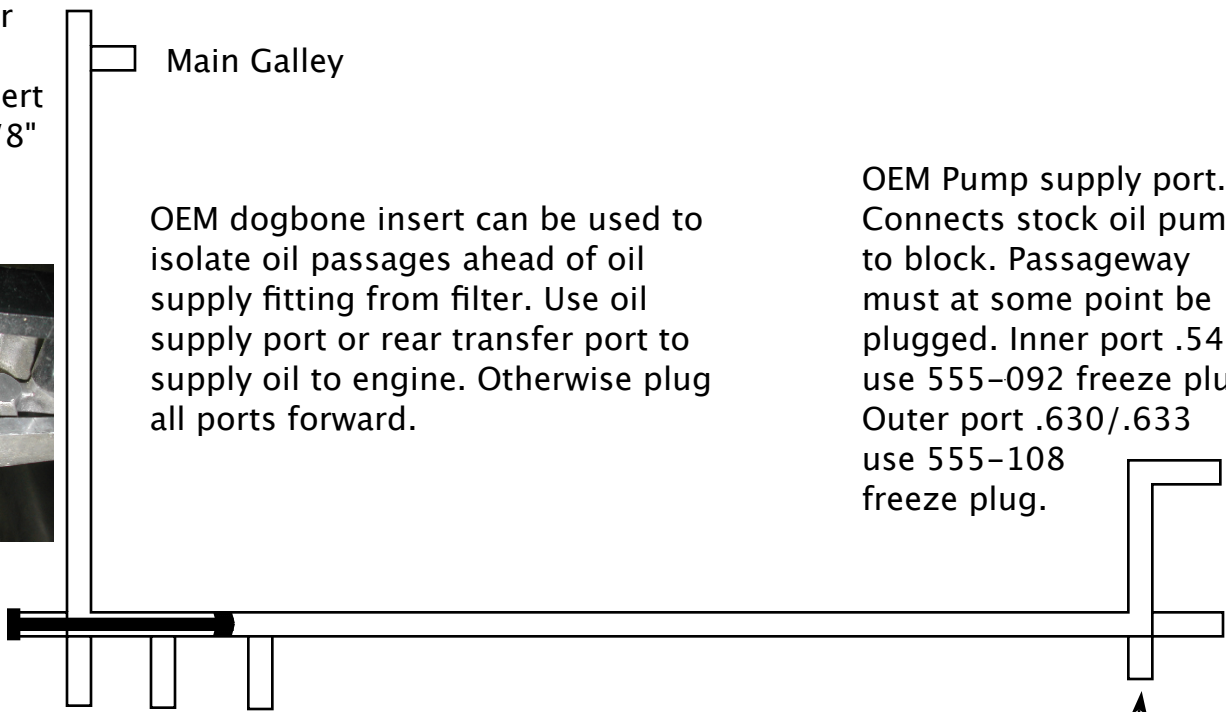 r
Main Galley
ert
/8"
OEM dogbone insert can be used to
isolate oil passages ahead of oil
supply fitting from filter. Use oil
supply port or rear transfer port to
supply oil to engine. Otherwise plug
all ports forward.
OEM Pump supply port.
Connects stock oil pum
to block. Passageway
must at some point be
plugged. Inner port .54
use 555-092 freeze plu
Outer port .630/.633
use 555-108
freeze plug.